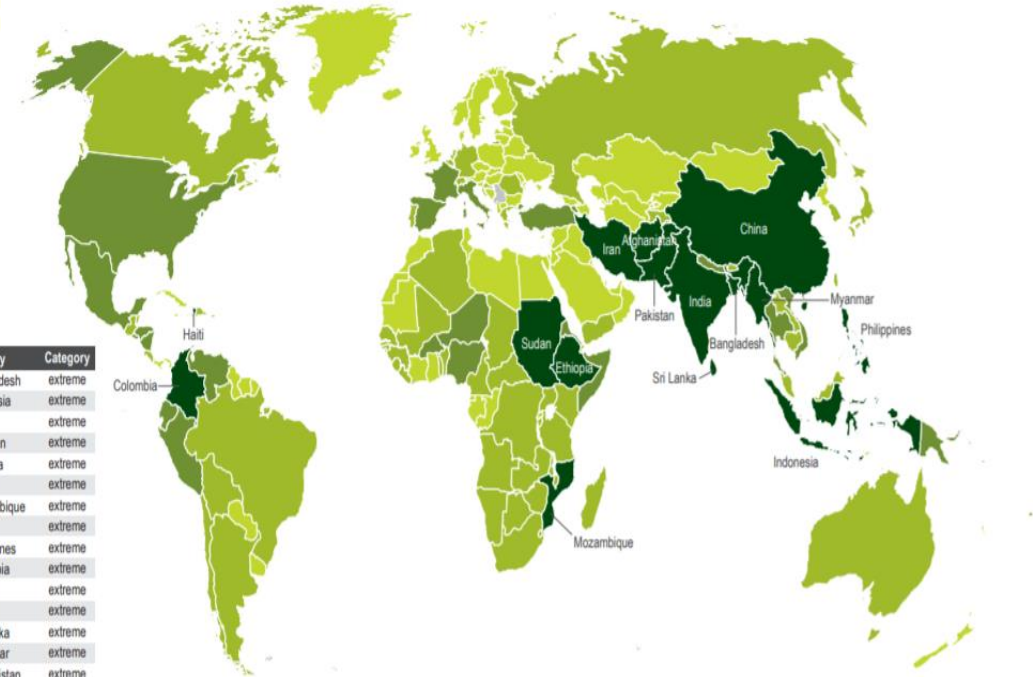 China
Iran
Afghanistan
India
Myanmar
Pakistan
Philippines
Haiti
Bangladesh
Sudan
Ethiopia
Sri Lanka
Colombia
Indonesia
Mozambique
y Category
desh extreme
sia extreme
extreme
n extreme
a extreme
extreme
bique extreme
extreme
nes extreme
bia extreme
extreme
extreme
ka extreme
ar extreme
istan extreme